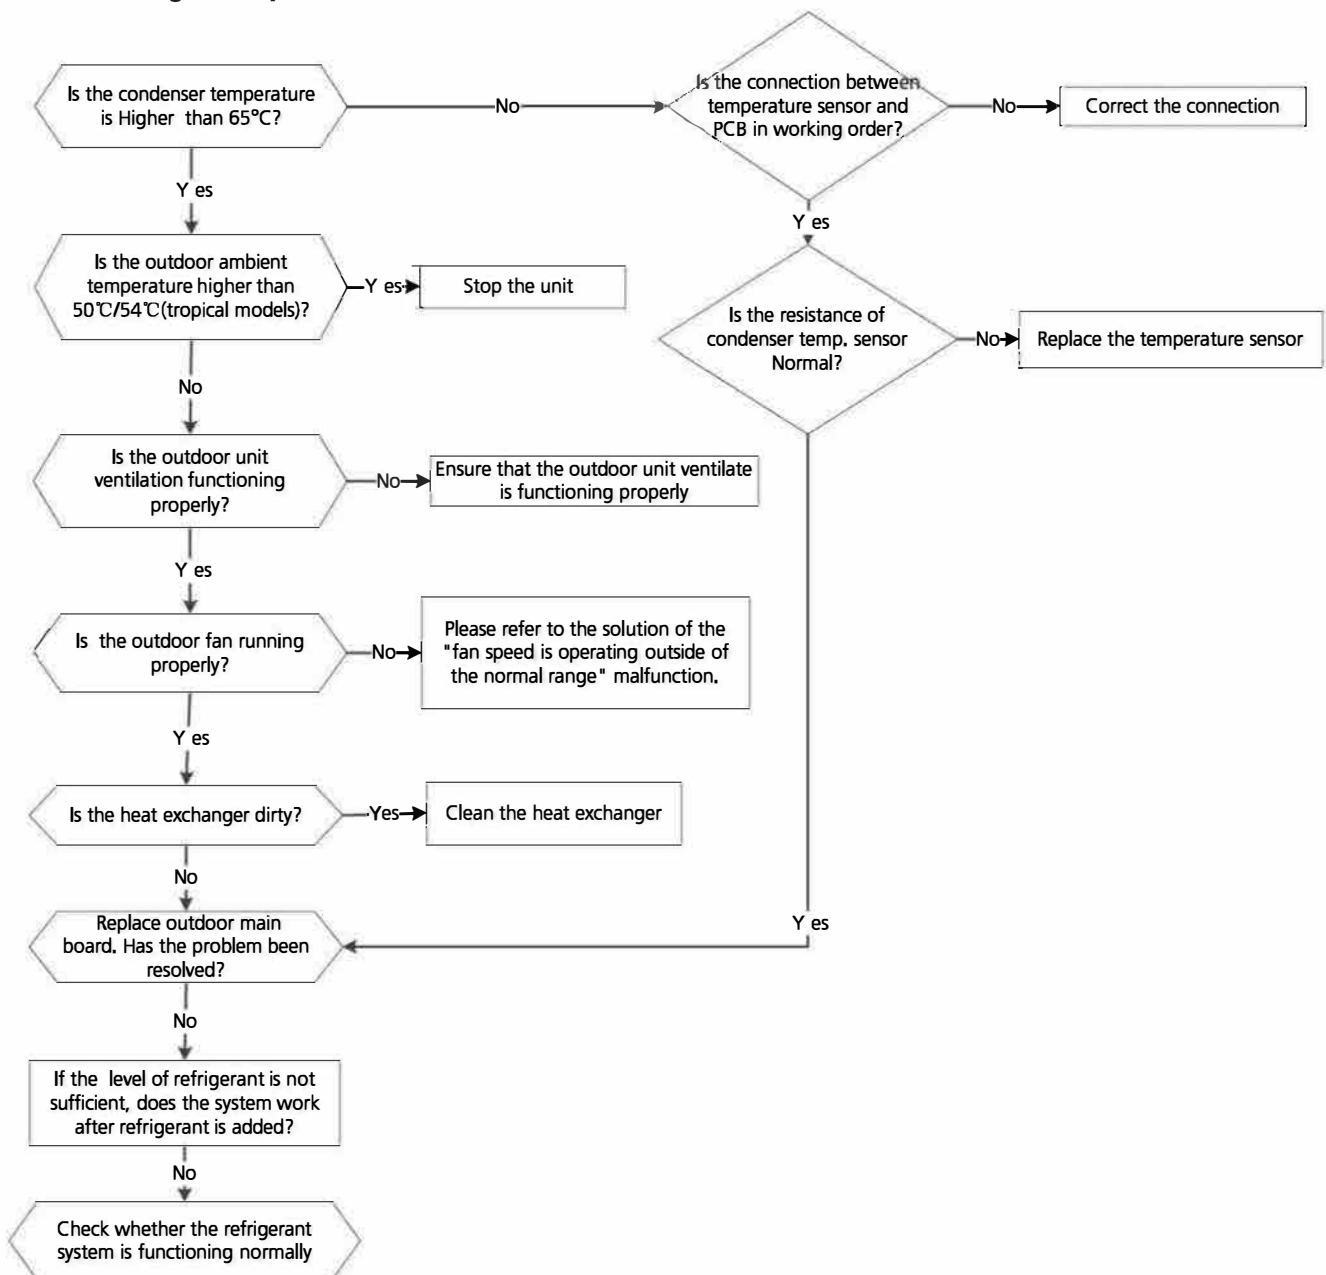 Is the condenser temperature
is Higher than 65°C?
No
Is the connection between
temperature sensor and
PCB in working order?
No
Correct the connection
Y es
Y es
Is the outdoor ambient
temperature higher than
50℃/54℃(tropical models)?
Y es
Stop the unit
Is the resistance of
condenser temp. sensor
Normal?
No
Replace the temperature sensor
No
Is the outdoor unit
ventilation functioning
properly?
No
Ensure that the outdoor unit ventilate
is functioning properly
Y es
Is the outdoor fan running
properly?
No
Please refer to the solution of the
"fan speed is operating outside of
the normal range" malfunction.
Y es
Is the heat exchanger dirty?
Yes
Clean the heat exchanger
No
Y es
Replace outdoor main
board. Has the problem been
resolved?
No
If the level of refrigerant is not
sufficient, does the system work
after refrigerant is added?
No
Check whether the refrigerant
system is functioning normally